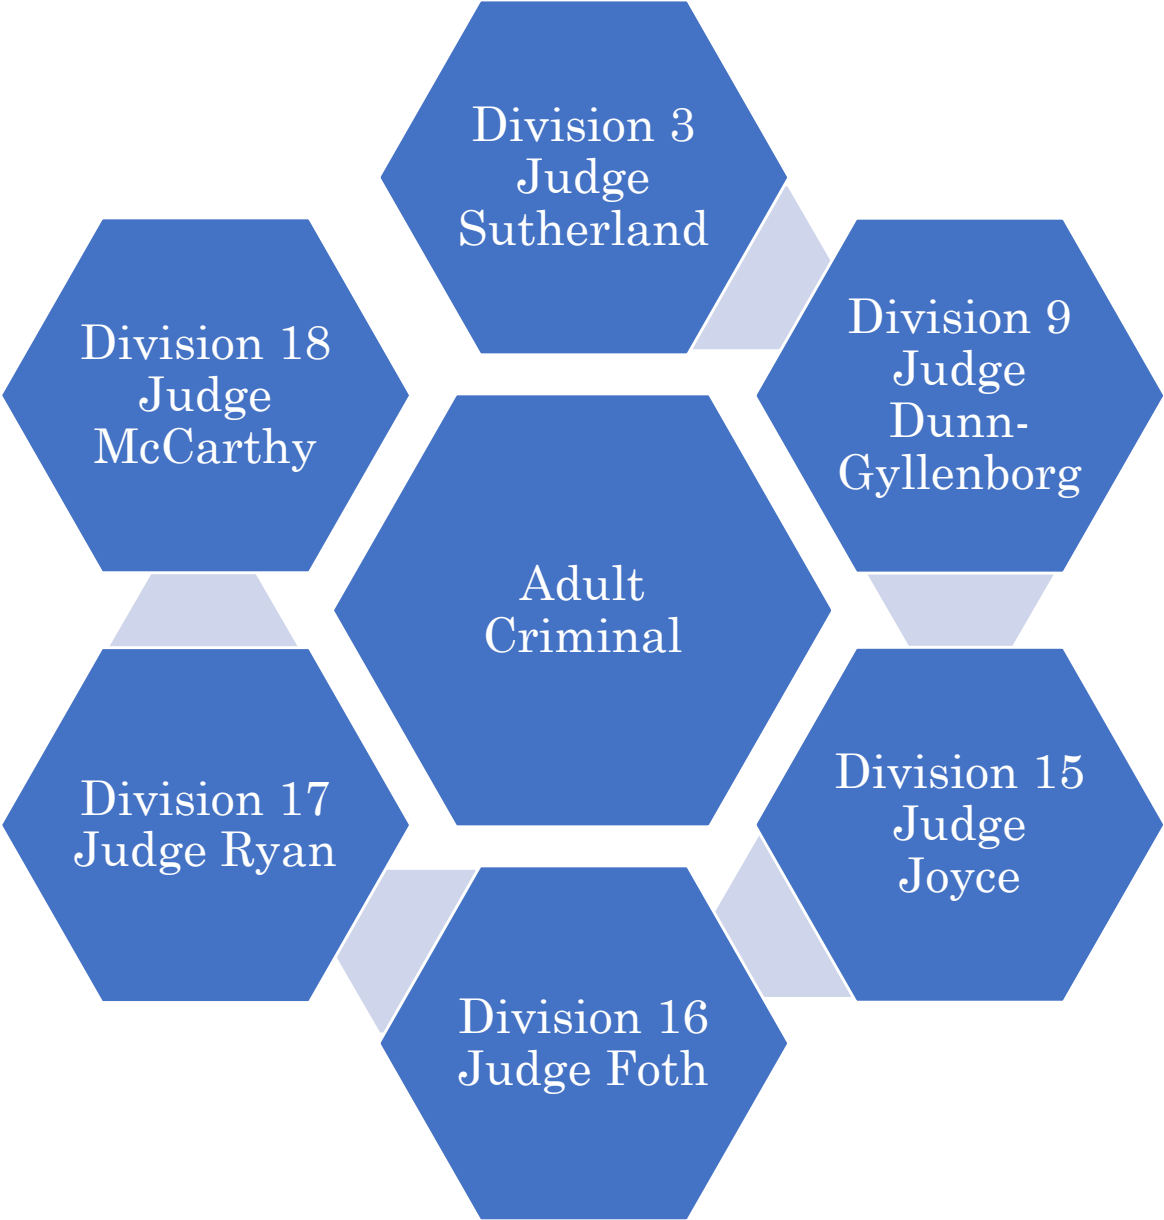 Division 3
Judge
Sutherland
Division 9
Judge
Dunn-
Gyllenborg
Division 15
Judge
Joyce
Division 16
Judge Foth
Division 17
Judge Ryan
Division 18
Judge
McCarthy
Adult
Criminal